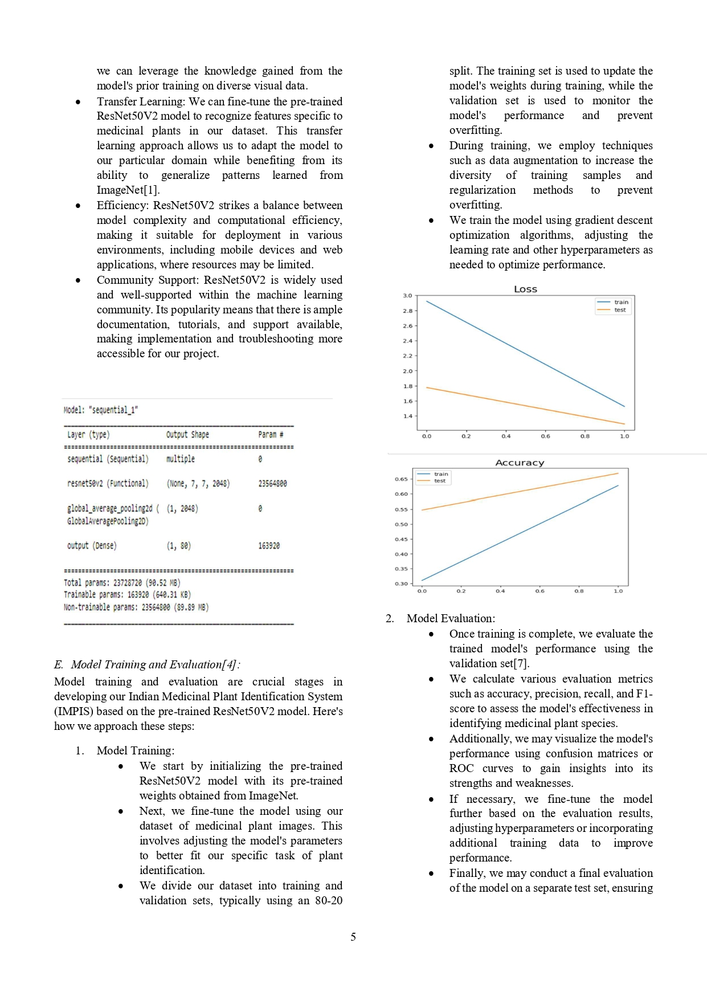 we can leverage the knowledge gained from the
model's prior training on diverse visual data.
• Transfer Learning: We can fine-tune the pre-trained
ResNet50V2 model to recognize features specific to
medicinal plants in our dataset. This transfer
learning approach allows us to adapt the model to
our particular domain while benefiting from its
ability to generalize patterns learned from
ImageNet[1].
• Efficiency: ResNet50V2 strikes a balance between
model complexity and computational efficiency,
making it suitable for deployment in various
environments, including mobile devices and web
applications, where resources may be limited.
• Community Support: ResNet50V2 is widely used
and well-supported within the machine learning
community. Its popularity means that there is ample
documentation, tutorials, and support available,
making implementation and troubleshooting more
accessible for our project.
Model: "sequential_1"
Layer (type) Output Shape Param #
sequential (Sequential) multiple 0
resnet50v2 (Functional) (None, 7, 7, 2048) 23564800
global_average_pooling2d ( (1, 2048) 0
GlobalAveragePooling2D)
output (Dense) (1, 80) 163920
Total params: 23728720 (90.52 MB)
Trainable params: 163920 (640.31 KB)
Non-trainable params: 23564800 (89.89 MB)
E. Model Training and Evaluation[4]:
Model training and evaluation are crucial stages in
developing our Indian Medicinal Plant Identification System
(IMPIS) based on the pre-trained ResNet50V2 model. Here's
how we approach these steps:
1. Model Training:
• We start by initializing the pre-trained
ResNet50V2 model with its pre-trained
weights obtained from ImageNet.
• Next, we fine-tune the model using our
dataset of medicinal plant images. This
involves adjusting the model's parameters
to better fit our specific task of plant
identification.
• We divide our dataset into training and
validation sets, typically using an 80-20
split. The training set is used to update the
model's weights during training, while the
validation set is used to monitor the
model's performance and prevent
overfitting.
• During training, we employ techniques
such as data augmentation to increase the
diversity of training samples and
regularization methods to prevent
overfitting.
• We train the model using gradient descent
optimization algorithms, adjusting the
learning rate and other hyperparameters as
needed to optimize performance.
Loss
3.0
2.8
2.6
2.4
2.2
2.0
1.8
1.6
1.4
train
test
0.0 0.2 0.4 0.6 0.8 1.0
Accuracy
0.65
0.60
0.55
0.50
0.45
0.40
0.35
0.30
train
test
0.0 0.2 0.4 0.6 0.8 1.0
2. Model Evaluation:
• Once training is complete, we evaluate the
trained model's performance using the
validation set[7].
• We calculate various evaluation metrics
such as accuracy, precision, recall, and F1-
score to assess the model's effectiveness in
identifying medicinal plant species.
• Additionally, we may visualize the model's
performance using confusion matrices or
ROC curves to gain insights into its
strengths and weaknesses.
• If necessary, we fine-tune the model
further based on the evaluation results,
adjusting hyperparameters or incorporating
additional training data to improve
performance.
• Finally, we may conduct a final evaluation
of the model on a separate test set, ensuring
5